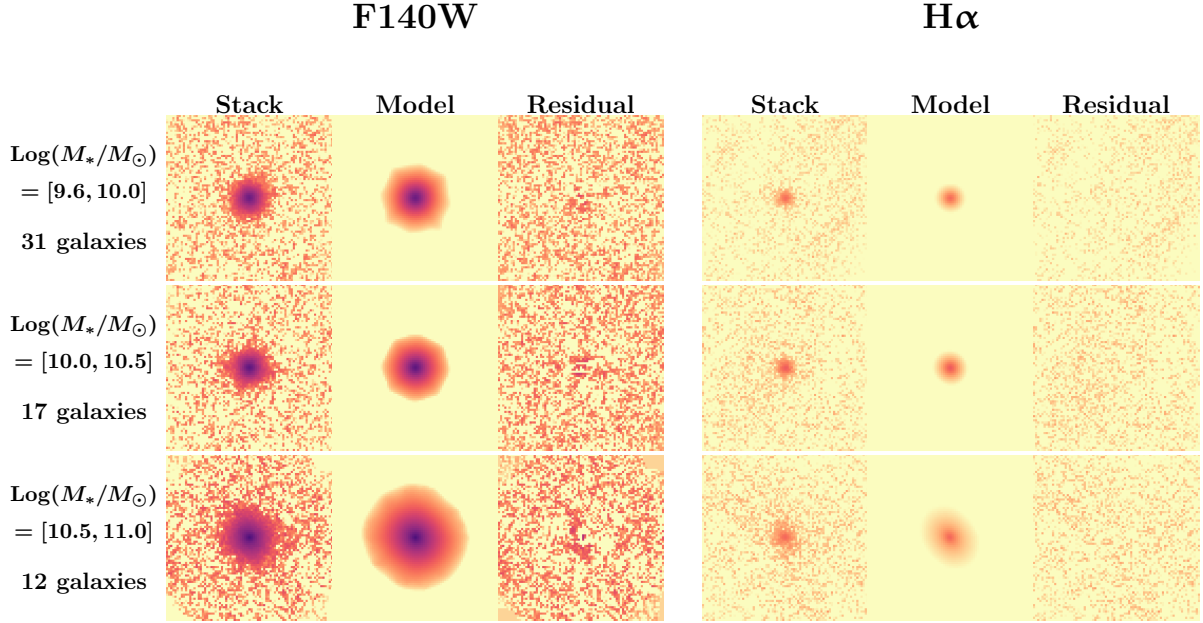 F140W Hα
Stack Model Residual Stack Model Residual
Log(M*/M⊙)
= [9.6, 10.0]
31 galaxies
Log(M*/M⊙)
= [10.0, 10.5]
17 galaxies
Log(M*/M⊙)
= [10.5, 11.0]
12 galaxies